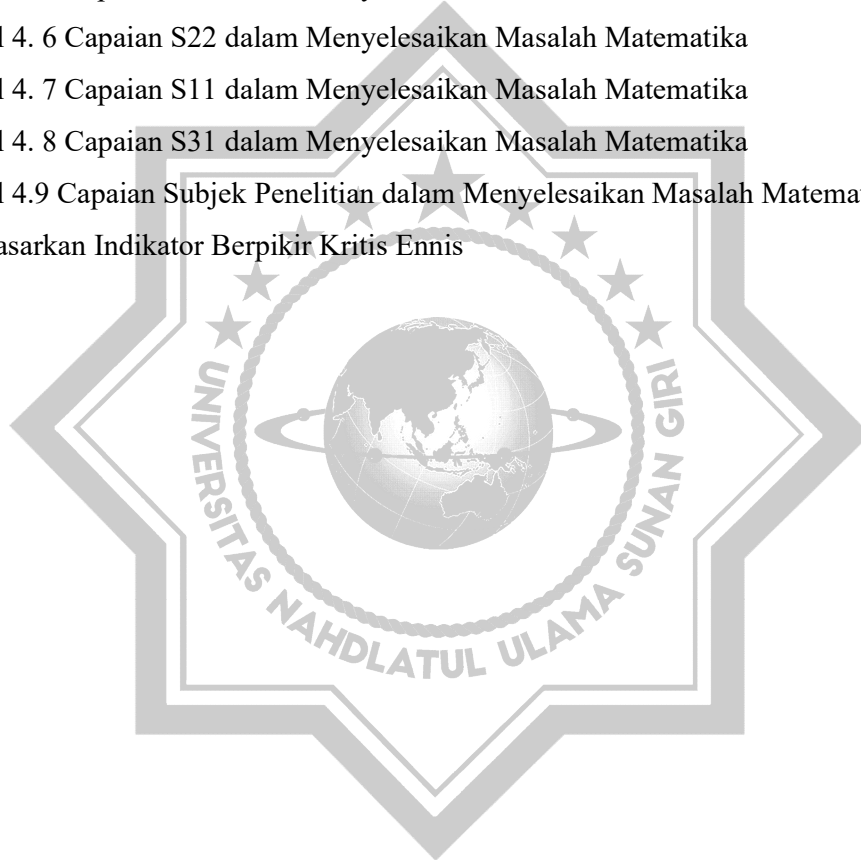 l 4. 6 Capaian S22 dalam Menyelesaikan Masalah Matematika
l 4. 7 Capaian S11 dalam Menyelesaikan Masalah Matematika
l 4. 8 Capaian S31 dalam Menyelesaikan Masalah Matematika
l 4.9 Capaian Subjek Penelitian dalam Menyelesaikan Masalah Matemat
asarkan Indikator Berpikir Kritis Ennis
UNIVERSITAS NAHDLATUL ULAMA SUNAN GIRI